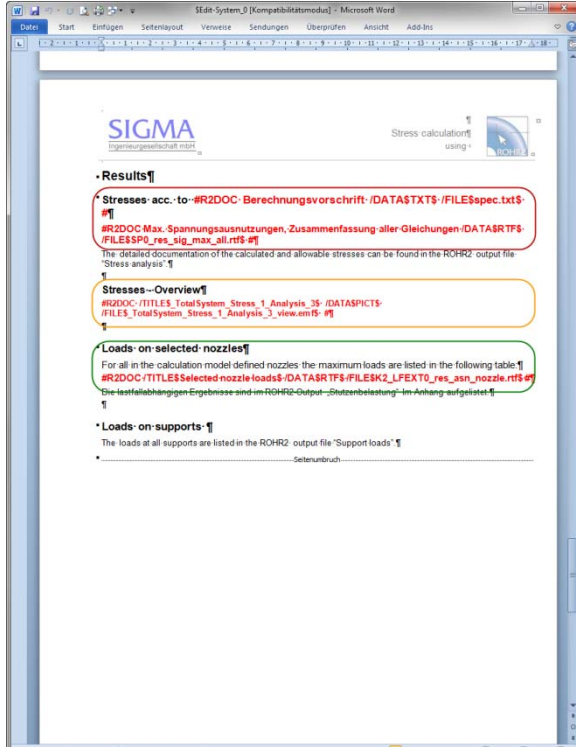 $Edit-System_0 [Kompatibilitätsmodus] - Microsoft Word
Datei Start Einfügen Seitenlayout Verweise Sendungen Überprüfen Ansicht Add-Ins
SIGMA
Ingenieurgesellschaft mbH
¶
Stress calculation¶
using
ROHR2
Results¶
Stresses·acc.·to··#R2DOC·Berechnungsvorschrift·/DATA$TXT$·/FILE$spec.txt$·
#¶
#R2DOC·Max.·Spannungsausnutzungen,·Zusammenfassung·aller·Gleichungen·/DATA$RTF$·
/FILE$SP0_res_sig_max_all.rtf$·#¶
The·detailed·documentation·of·the·calculated·and·allowable·stresses·can·be·found·in·the·ROHR2·output·file·
"Stress·analysis".¶
¶
Stresses·-·Overview¶
#R2DOC·/TITLE$_TotalSystem_Stress_1_Analysis_3$·/DATA$PICT$·
/FILE$_TotalSystem_Stress_1_Analysis_3_view.emf$·#¶
¶
Loads·on·selected·nozzles¶
For·all·in·the·calculation·model·defined·nozzles·the·maximum·loads·are·listed·in·the·following·table:¶
#R2DOC·/TITLE$Selected·nozzle·loads$·/DATA$RTF$·/FILE$K2_LFEXT0_res_asn_nozzle.rtf$·#¶
Die·lastfallabhängigen·Ergebnisse·sind·im·ROHR2·Output·„Stutzenbelastung"·Im·Anhang·aufgelistet.¶
¶
Loads·on·supports·¶
The·loads·at·all·supports·are·listed·in·the·ROHR2·output·file·"Support·loads".¶
Seitenumbruch